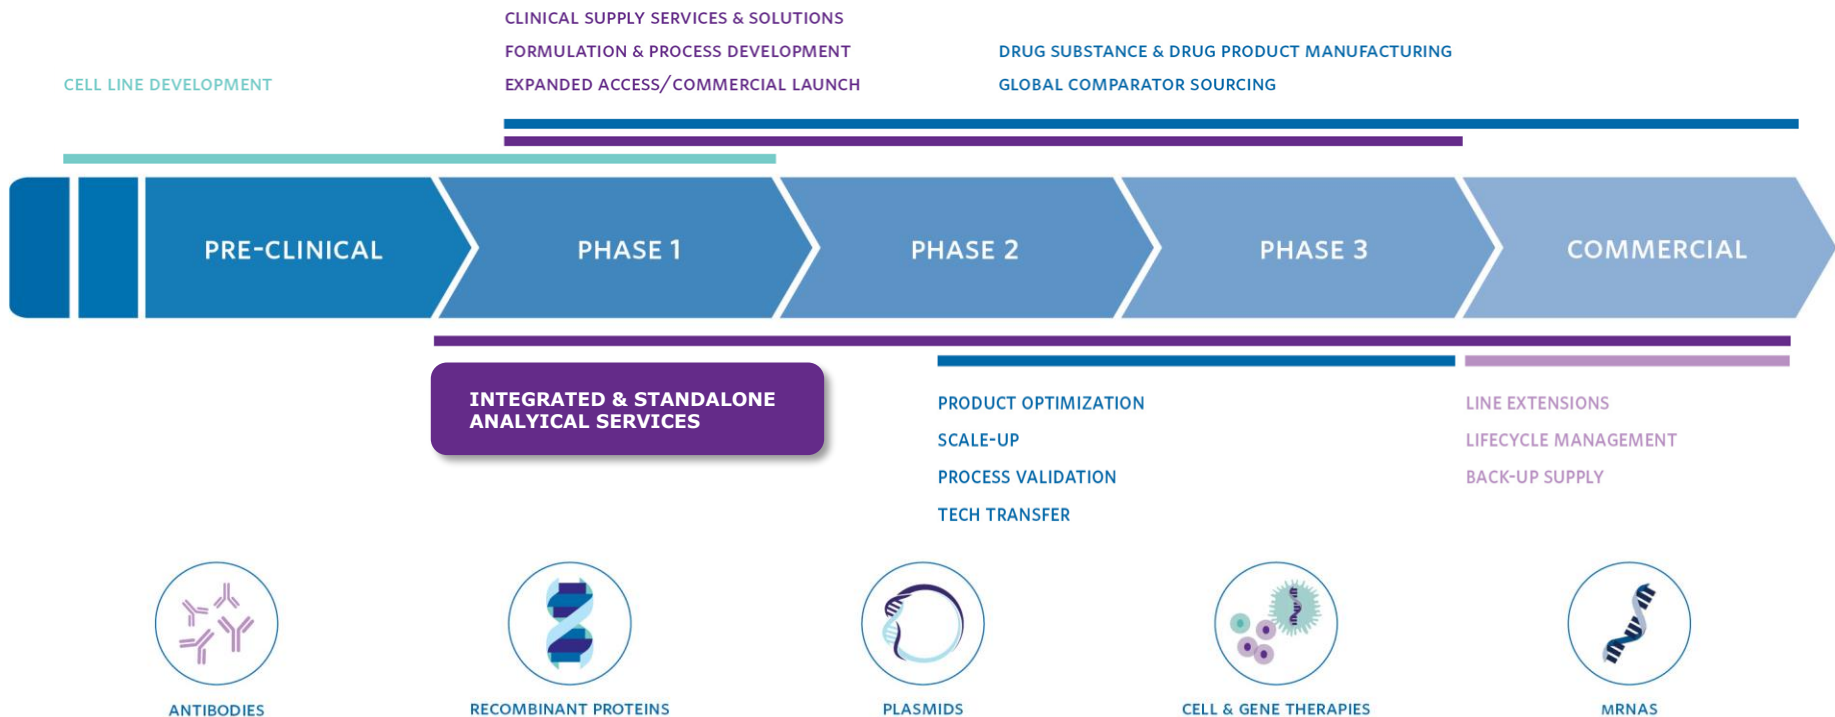 CLINICAL SUPPLY SERVICES & SOLUTIONS
FORMULATION & PROCESS DEVELOPMENT
EXPANDED ACCESS/COMMERCIAL LAUNCH
DRUG SUBSTANCE & DRUG PRODUCT MANUFACTURING
GLOBAL COMPARATOR SOURCING
CELL LINE DEVELOPMENT
PRE-CLINICAL
PHASE 1
PHASE 2
PHASE 3
COMMERCIAL
INTEGRATED & STANDALONE
ANALYICAL SERVICES
PRODUCT OPTIMIZATION
SCALE-UP
PROCESS VALIDATION
TECH TRANSFER
LINE EXTENSIONS
LIFECYCLE MANAGEMENT
BACK-UP SUPPLY
ANTIBODIES
RECOMBINANT PROTEINS
PLASMIDS
CELL & GENE THERAPIES
MRNAS